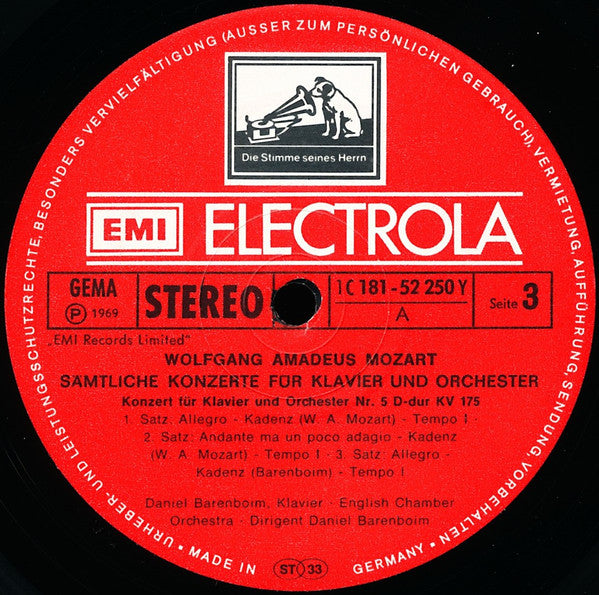 URHEBER- UND LEISTUNGSSCHUTZRECHTE, BESONDERS VERVIELFÄLTIGUNG (AUSSER ZUM PERSÖNLICHEN GEBRAUCH), VERMIETUNG, AUFFÜHRUNG, SENDUNG, VORBEHALTEN •
Die Stimme seines Herrn
EMI ELECTROLA
GEMA
℗ 1969
STEREO
1C 181-52 250 Y
A
Seite 3
„EMI Records Limited"
WOLFGANG AMADEUS MOZART
SÄMTLICHE KONZERTE FÜR KLAVIER UND ORCHESTER
Konzert für Klavier und Orchester Nr. 5 D-dur KV 175
1. Satz: Allegro - Kadenz (W. A. Mozart) - Tempo I ·
2. Satz: Andante ma un poco adagio - Kadenz
(W. A. Mozart) - Tempo I · 3. Satz: Allegro -
Kadenz (Barenboim) - Tempo I
Daniel Barenboim, Klavier · English Chamber
Orchestra · Dirigent Daniel Barenboim
• MADE IN GERMANY •
ST 33